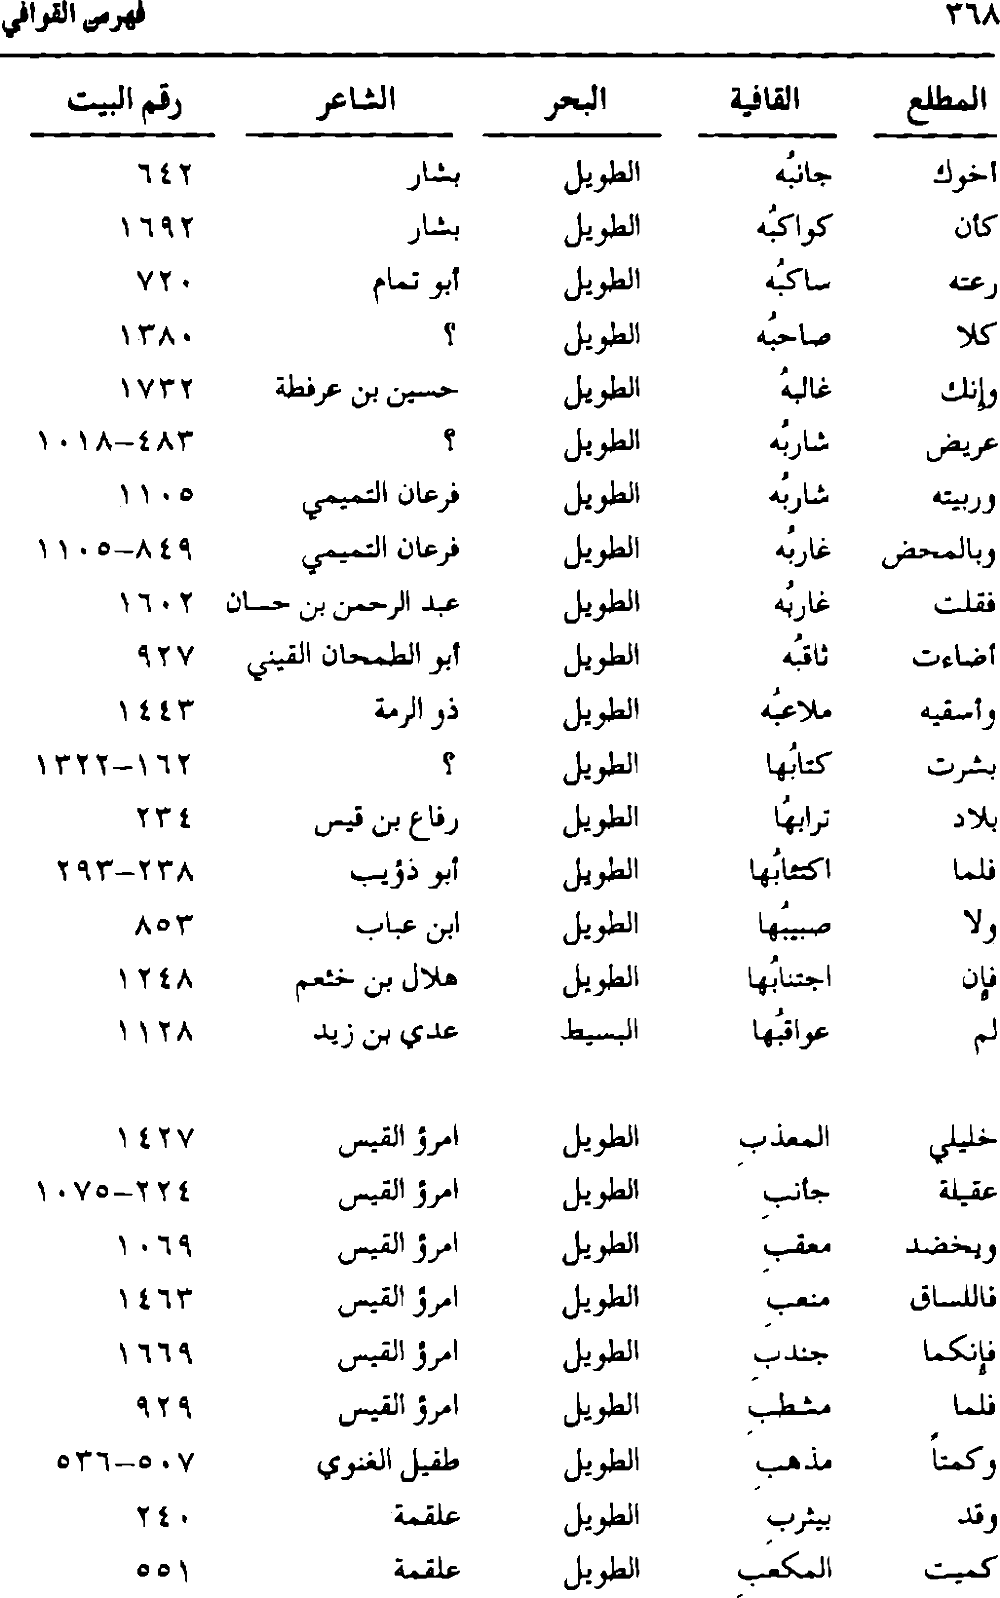 ٣٦٨ فهرس القوافي
المطلع القافية البحر الشاعر رقم البيت
أخوك جانبُه الطويل بشار ٦٤٢
كأن كواكبُه الطويل بشار ١٦٩٢
رعته ساكبُه الطويل أبو تمام ٧٢٠
كلا صاحبُه الطويل ؟ ١٣٨٠
وإنك غالبهُ الطويل حسين بن عرفطة ١٧٣٢
عريض شاربُه الطويل ؟ ٤٨٣–١٠١٨
وربيته شاربُه الطويل فرعان التميمي ١١٠٥
وبالمحض غاربُه الطويل فرعان التميمي ٨٤٩–١١٠٥
فقلت غاربُه الطويل عبد الرحمن بن حسان ١٦٠٢
أضاءت ثاقبُه الطويل أبو الطمحان القيني ٩٢٧
وأسقيه ملاعبُه الطويل ذو الرمة ١٤٤٣
بشرت كتابُها الطويل ؟ ١٦٢–١٣٢٢
بلاد ترابهُا الطويل رفاع بن قيس ٢٣٤
فلما اكتئابُها الطويل أبو ذؤيب ٢٣٨–٢٩٣
ولا صبيبُها الطويل ابن عباب ٨٥٣
فإن اجتنابُها الطويل هلال بن خثعم ١٢٤٨
لم عواقبُها البسيط عدي بن زيد ١١٢٨
خليلي المعذبِ الطويل امرؤ القيس ١٤٢٧
عقيلة جأنبِ الطويل امرؤ القيس ٢٢٤–١٠٧٥
ويخضد معقبِ الطويل امرؤ القيس ١٠٦٩
فاللساق منعبِ الطويل امرؤ القيس ١٤٦٣
فإنكما جندبِ الطويل امرؤ القيس ١٦٦٩
فلما مشطبِ الطويل امرؤ القيس ٩٢٩
وكمتاً مذهبِ الطويل طفيل الغنوي ٥٠٧–٥٣٦
وقد بيثربِ الطويل علقمة ٢٤٠
كميت المكعبِ الطويل علقمة ٥٥١